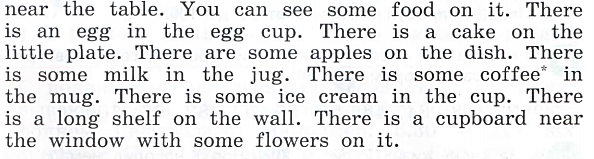 near the table. You can see some food on it. There
is an egg in the egg cup. There is a cake on the
little plate. There are some apples on the dish. There
is some milk in the jug. There is some coffee* in
the mug. There is some ice cream in the cup. There
is a long shelf on the wall. There is a cupboard near
the window with some flowers on it.